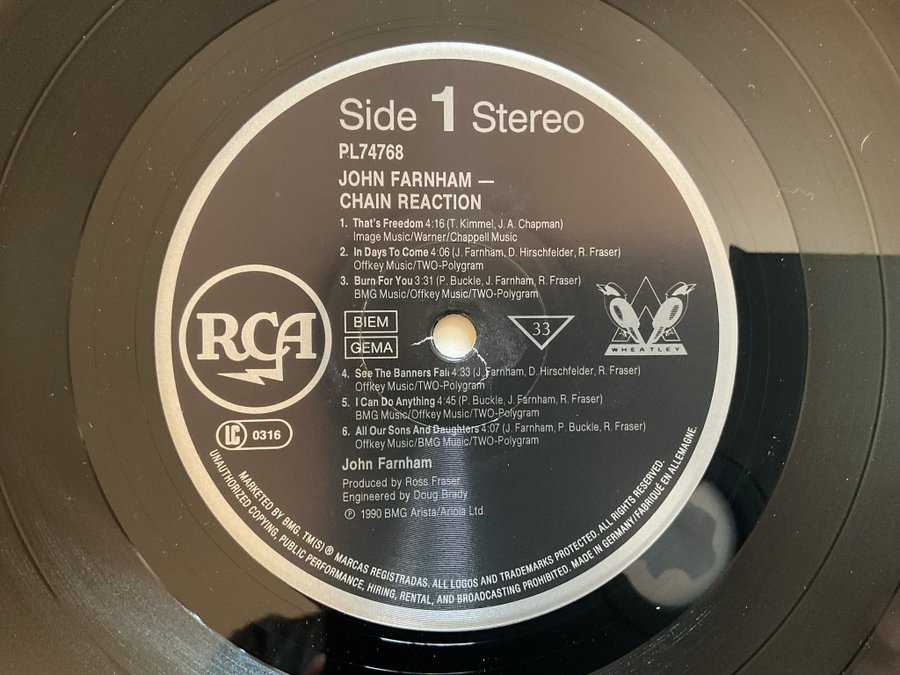 Side 1 Stereo
PL74768
JOHN FARNHAM —
CHAIN REACTION
1. That's Freedom 4:16 (T. Kimmel, J. A. Chapman)
Image Music/Warner/Chappell Music
2. In Days To Come 4:06 (J. Farnham, D. Hirschfelder, R. Fraser)
Offkey Music/TWO-Polygram
3. Burn For You 3:31 (P. Buckle, J. Farnham, R. Fraser)
BMG Music/Offkey Music/TWO-Polygram
RCA
BIEM
GEMA
33
WHEATLEY
4. See The Banners Fall 4:33 (J. Farnham, D. Hirschfelder, R. Fraser)
Offkey Music/TWO-Polygram
5. I Can Do Anything 4:45 (P. Buckle, J. Farnham, R. Fraser)
BMG Music/Offkey Music/TWO-Polygram
6. All Our Sons And Daughters 4:07 (J. Farnham, P. Buckle, R. Fraser)
Offkey Music/BMG Music/TWO-Polygram
LC 0316
John Farnham
Produced by Ross Fraser
Engineered by Doug Brady
℗ 1990 BMG Arista/Ariola Ltd.
MARKETED BY BMG. TM(S) ® MARCAS REGISTRADAS. ALL LOGOS AND TRADEMARKS PROTECTED. ALL RIGHTS RESERVED.
UNAUTHORIZED COPYING, PUBLIC PERFORMANCE, HIRING, RENTAL, AND BROADCASTING PROHIBITED. MADE IN GERMANY/FABRIQUÉ EN ALLEMAGNE.